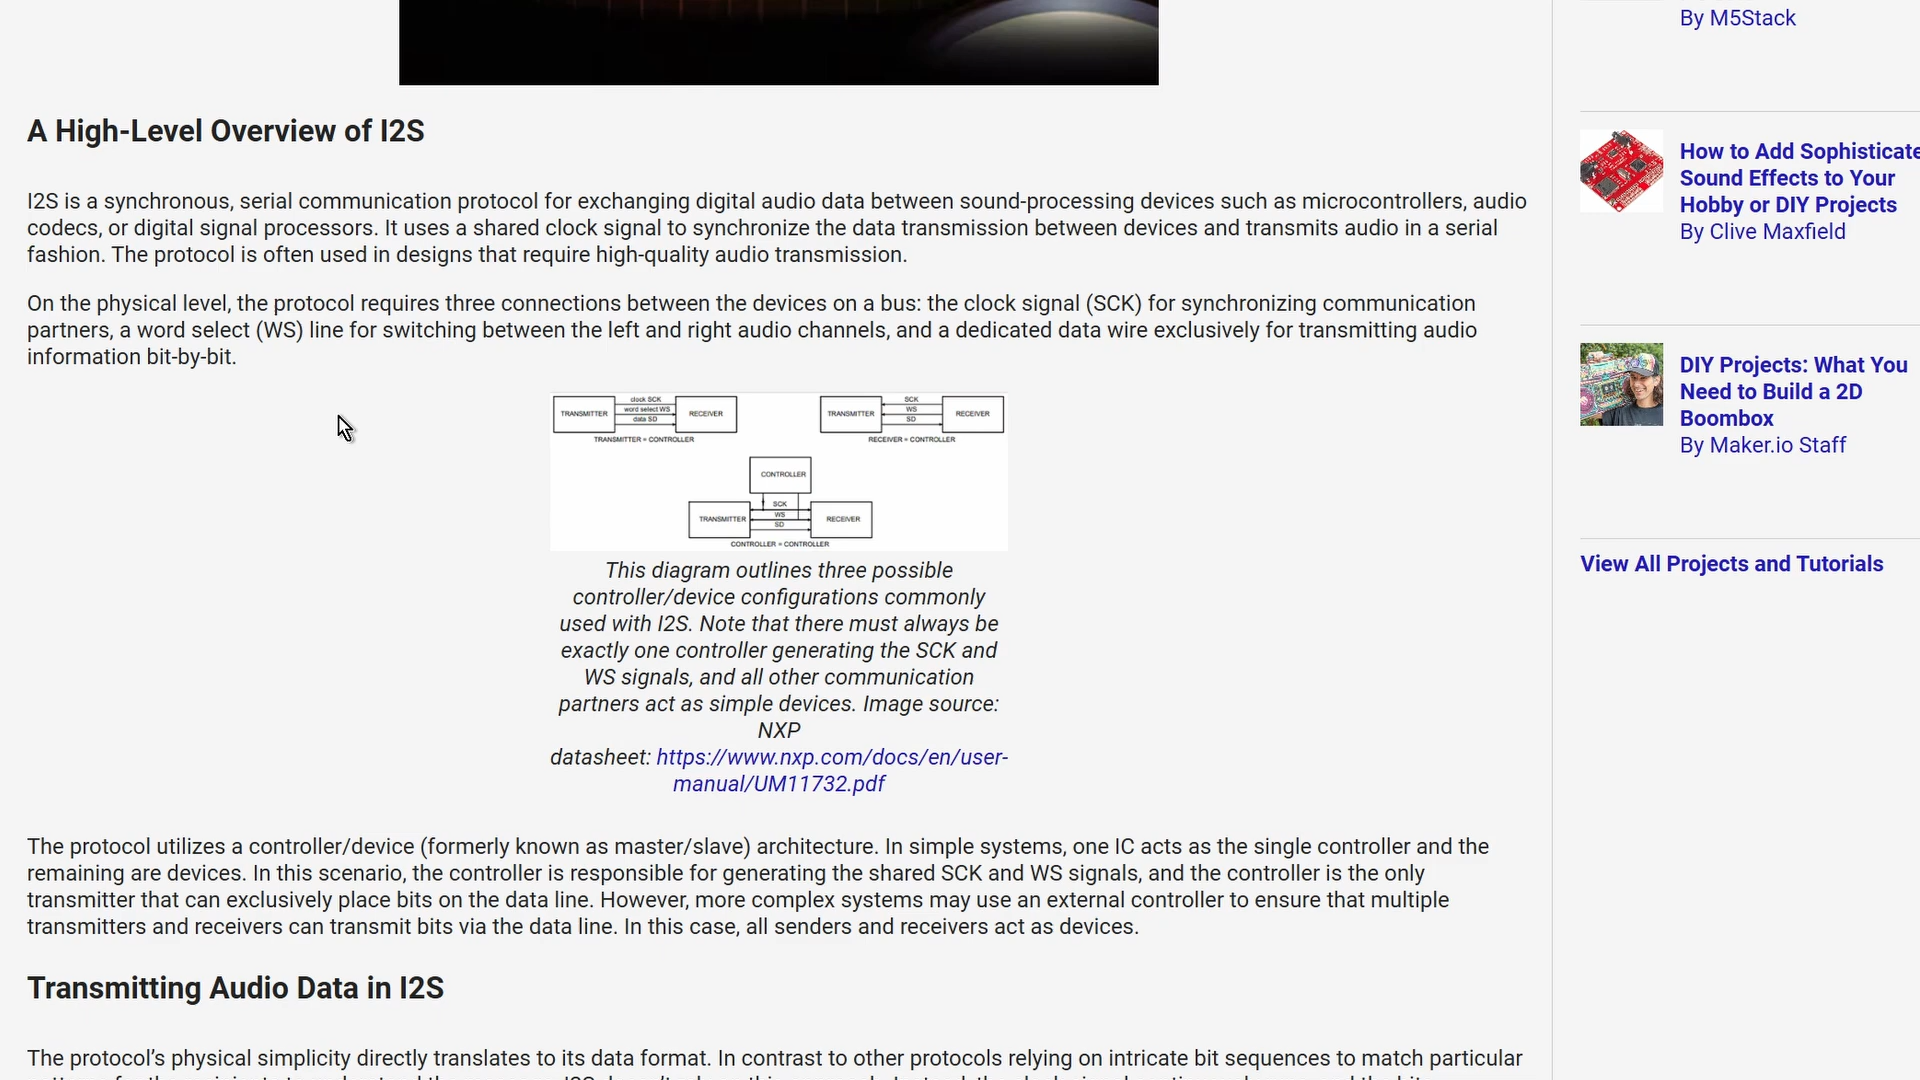 By M5Stack
A High-Level Overview of I2S
I2S is a synchronous, serial communication protocol for exchanging digital audio data between sound-processing devices such as microcontrollers, audio
codecs, or digital signal processors. It uses a shared clock signal to synchronize the data transmission between devices and transmits audio in a serial
fashion. The protocol is often used in designs that require high-quality audio transmission.
On the physical level, the protocol requires three connections between the devices on a bus: the clock signal (SCK) for synchronizing communication
partners, a word select (WS) line for switching between the left and right audio channels, and a dedicated data wire exclusively for transmitting audio
information bit-by-bit.
TRANSMITTER
clock SCK
word select WS
data SD
RECEIVER
TRANSMITTER = CONTROLLER
TRANSMITTER
SCK
WS
SD
RECEIVER
RECEIVER = CONTROLLER
CONTROLLER
TRANSMITTER
SCK
WS
SD
RECEIVER
CONTROLLER = CONTROLLER
This diagram outlines three possible
controller/device configurations commonly
used with I2S. Note that there must always be
exactly one controller generating the SCK and
WS signals, and all other communication
partners act as simple devices. Image source:
NXP
datasheet: https://www.nxp.com/docs/en/user-
manual/UM11732.pdf
The protocol utilizes a controller/device (formerly known as master/slave) architecture. In simple systems, one IC acts as the single controller and the
remaining are devices. In this scenario, the controller is responsible for generating the shared SCK and WS signals, and the controller is the only
transmitter that can exclusively place bits on the data line. However, more complex systems may use an external controller to ensure that multiple
transmitters and receivers can transmit bits via the data line. In this case, all senders and receivers act as devices.
Transmitting Audio Data in I2S
The protocol’s physical simplicity directly translates to its data format. In contrast to other protocols relying on intricate bit sequences to match particular
How to Add Sophisticate
Sound Effects to Your
Hobby or DIY Projects
By Clive Maxfield
DIY Projects: What You
Need to Build a 2D
Boombox
By Maker.io Staff
View All Projects and Tutorials